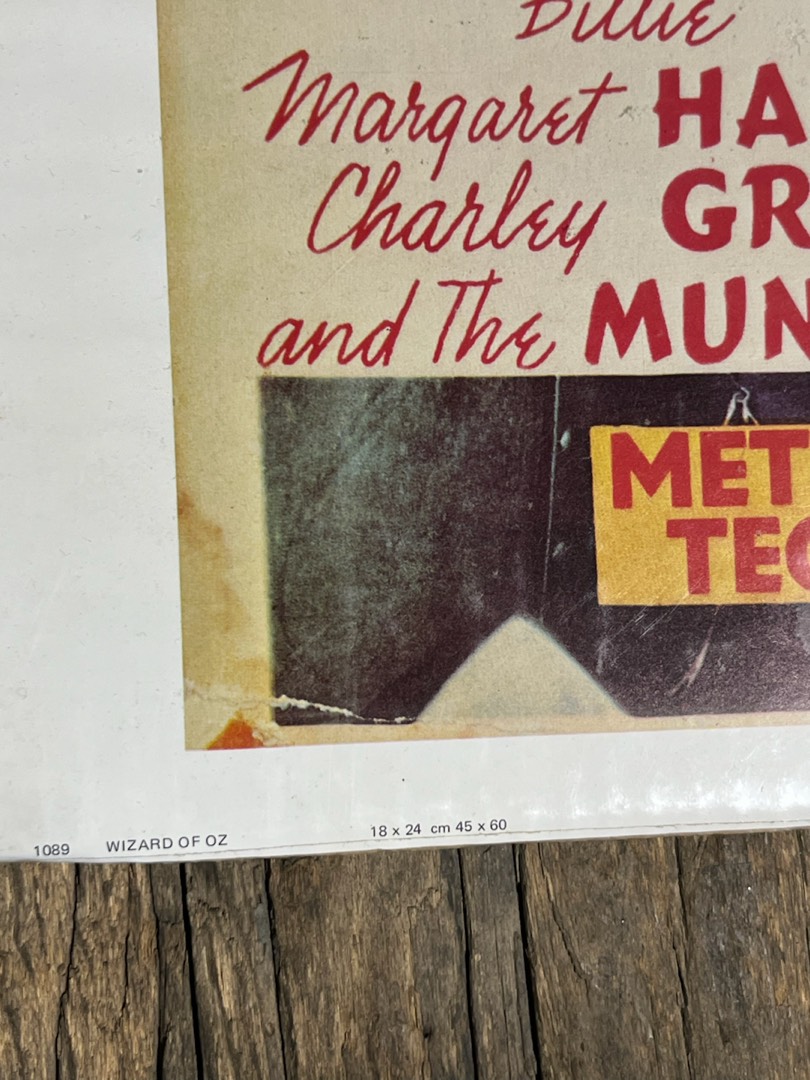 Billie
Margaret HA
Charley GR
and The MUN
MET
TEC
1089 WIZARD OF OZ 18 x 24 cm 45 x 60